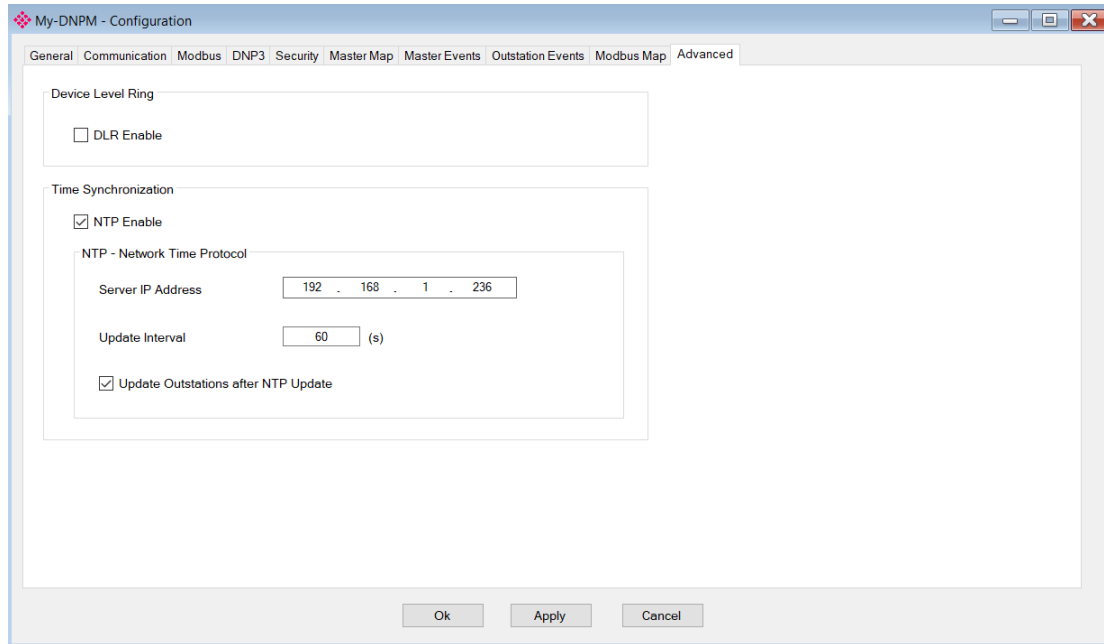 My-DNPM - Configuration
General Communication Modbus DNP3 Security Master Map Master Events Outstation Events Modbus Map Advanced
Device Level Ring
DLR Enable
Time Synchronization
NTP Enable
NTP - Network Time Protocol
Server IP Address 192 . 168 . 1 . 236
Update Interval 60 (s)
Update Outstations after NTP Update
Ok Apply Cancel